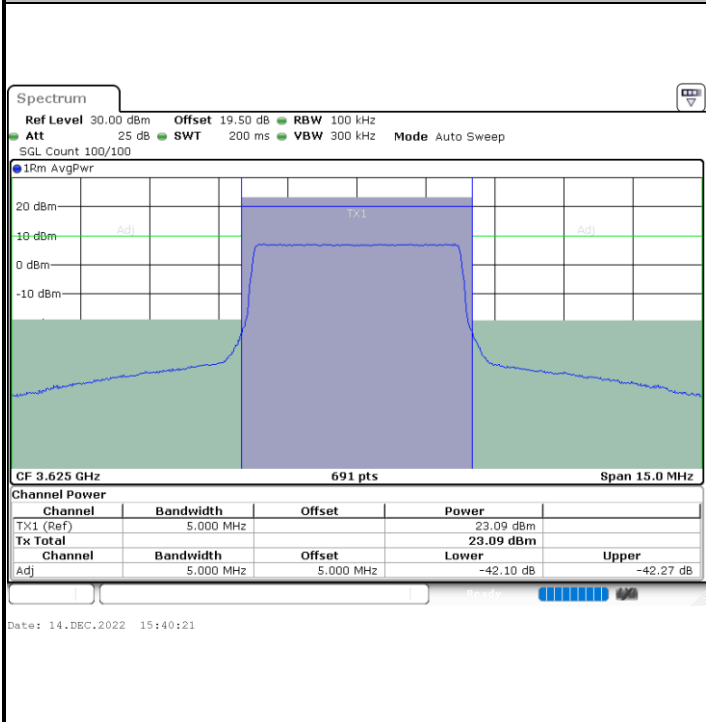 Spectrum
Ref Level 30.00 dBm Offset 19.50 dB RBW 100 kHz
Att 25 dB SWT 200 ms VBW 300 kHz Mode Auto Sweep
SGL Count 100/100
1Rm AvgPwr
20 dBm
TX1
10 dBm
Adj
Adj
0 dBm
-10 dBm
CF 3.625 GHz 691 pts Span 15.0 MHz
Channel Power
Channel Bandwidth Offset Power
TX1 (Ref) 5.000 MHz 23.09 dBm
Tx Total 23.09 dBm
Channel Bandwidth Offset Lower Upper
Adj 5.000 MHz 5.000 MHz -42.10 dB -42.27 dB
Ready
Date: 14.DEC.2022 15:40:21